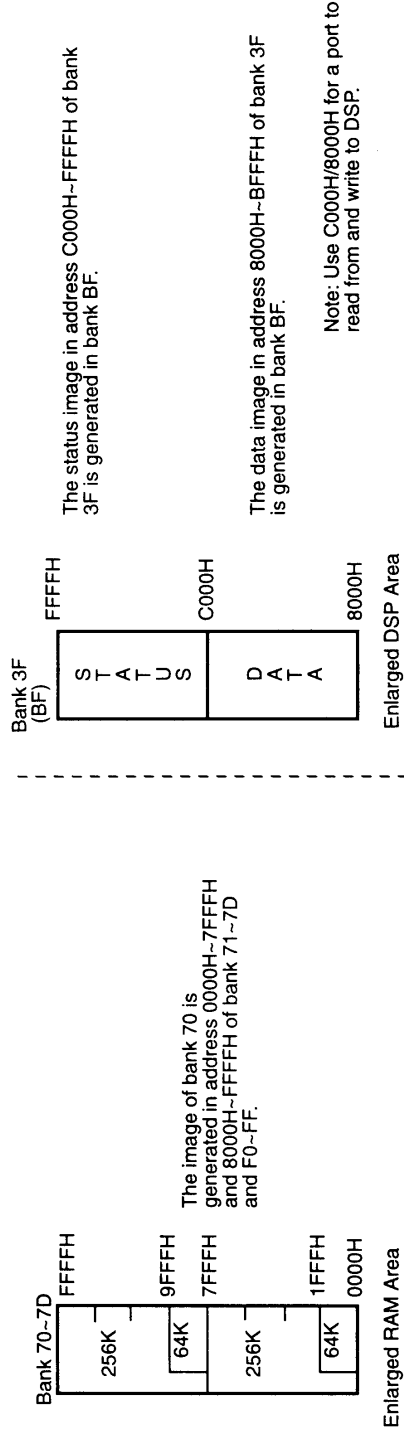 Bank 70~7D
FFFFH
256K
9FFFH
64K
7FFFH
256K
1FFFH
64K
0000H
Enlarged RAM Area
The image of bank 70 is
generated in address 0000H~7FFFH
and 8000H~FFFFH of bank 71~7D
and F0~FF.
Bank 3F
(BF)
FFFFH
STATUS
C000H
DATA
8000H
Enlarged DSP Area
The status image in address C000H~FFFFH of bank
3F is generated in bank BF.
The data image in address 8000H~BFFFH of bank 3F
is generated in bank BF.
Note: Use C000H/8000H for a port to
read from and write to DSP.